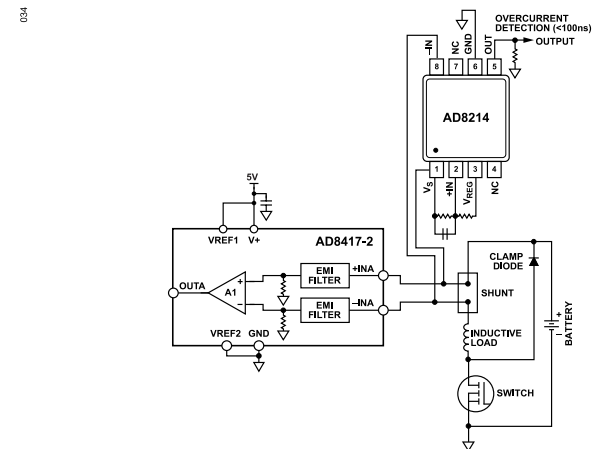 034
OVERCURRENT
DETECTION (<100ns)
OUTPUT
–IN
NC
GND
OUT
8
7
6
5
AD8214
1
2
3
4
VS
+IN
VREG
NC
5V
VREF1
V+
AD8417-2
CLAMP
DIODE
OUTA
A1
+
–
EMI
FILTER
+INA
EMI
FILTER
–INA
SHUNT
VREF2
GND
INDUCTIVE
LOAD
+
–
BATTERY
SWITCH